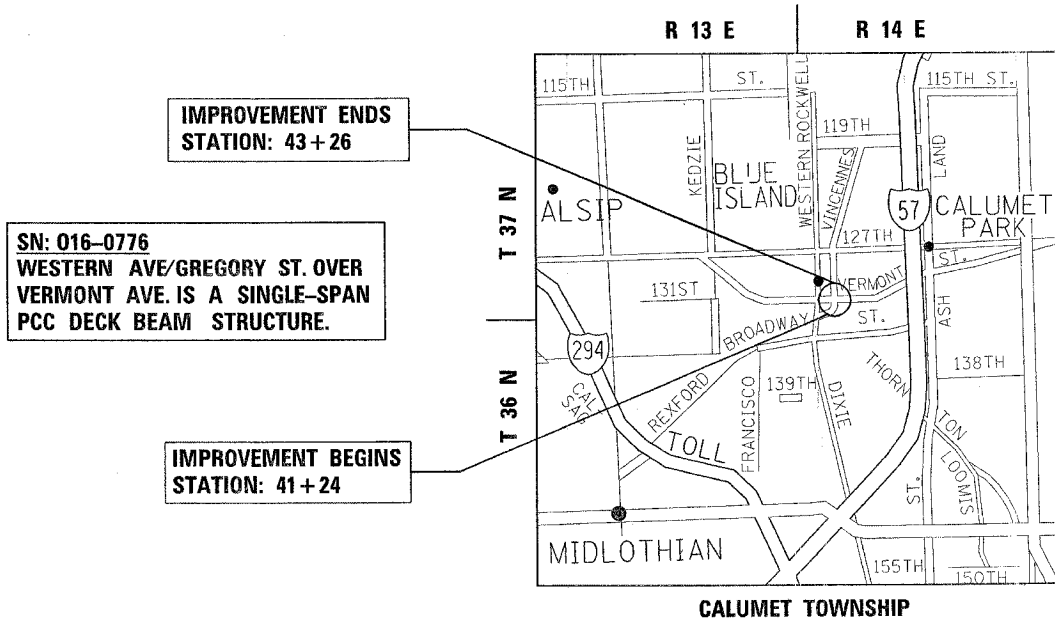 R 13 E
R 14 E
IMPROVEMENT ENDS
STATION: 43+26
SN: 016-0776
WESTERN AVE/GREGORY ST. OVER
VERMONT AVE. IS A SINGLE-SPAN
PCC DECK BEAM STRUCTURE.
IMPROVEMENT BEGINS
STATION: 41+24
T 37 N
T 36 N
115TH
ST.
115TH ST.
KEDZIE
WESTERN
ROCKWELL
119TH
VINCENNES
LAND
BLUE
ISLAND
ALSIP
57
CALUMET
PARK
127TH
ST.
131ST
VERMONT
ST.
BROADWAY
ASH
294
CAL
SAG
REXFORD
FRANCISCO
139TH
DIXIE
THORN
138TH
TOLL
TON
LOOMIS
ST.
MIDLOTHIAN
155TH
150TH
CALUMET TOWNSHIP